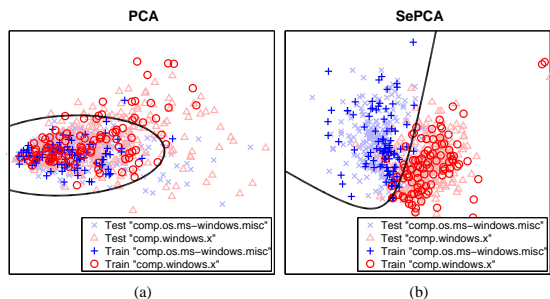 PCA
Test "comp.os.ms−windows.misc"
Test "comp.windows.x"
Train "comp.os.ms−windows.misc"
Train "comp.windows.x"
(a)
SePCA
Test "comp.os.ms−windows.misc"
Test "comp.windows.x"
Train "comp.os.ms−windows.misc"
Train "comp.windows.x"
(b)